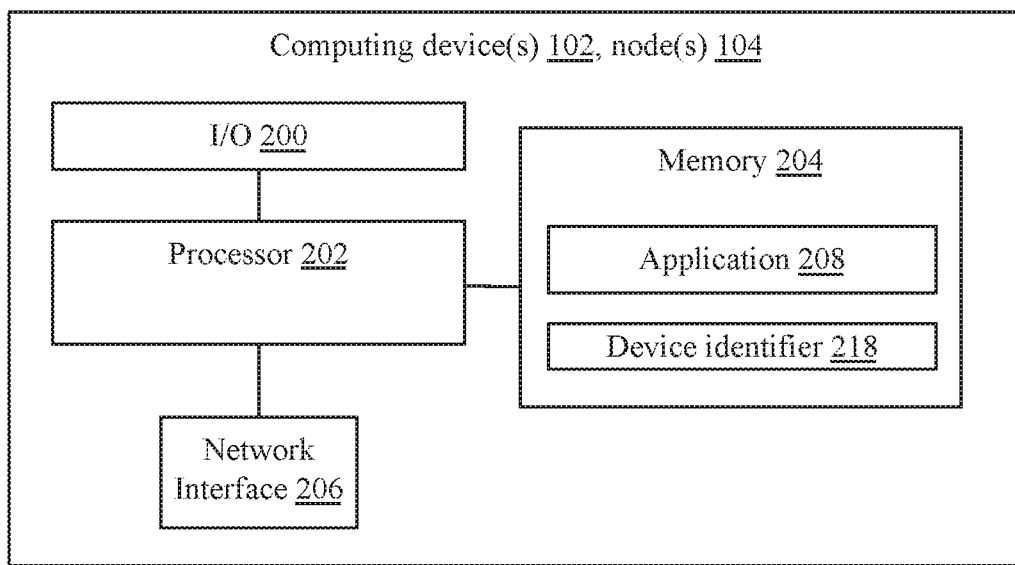 Computing device(s) 102, node(s) 104
I/O 200
Processor 202
Network
Interface 206
Memory 204
Application 208
Device identifier 218